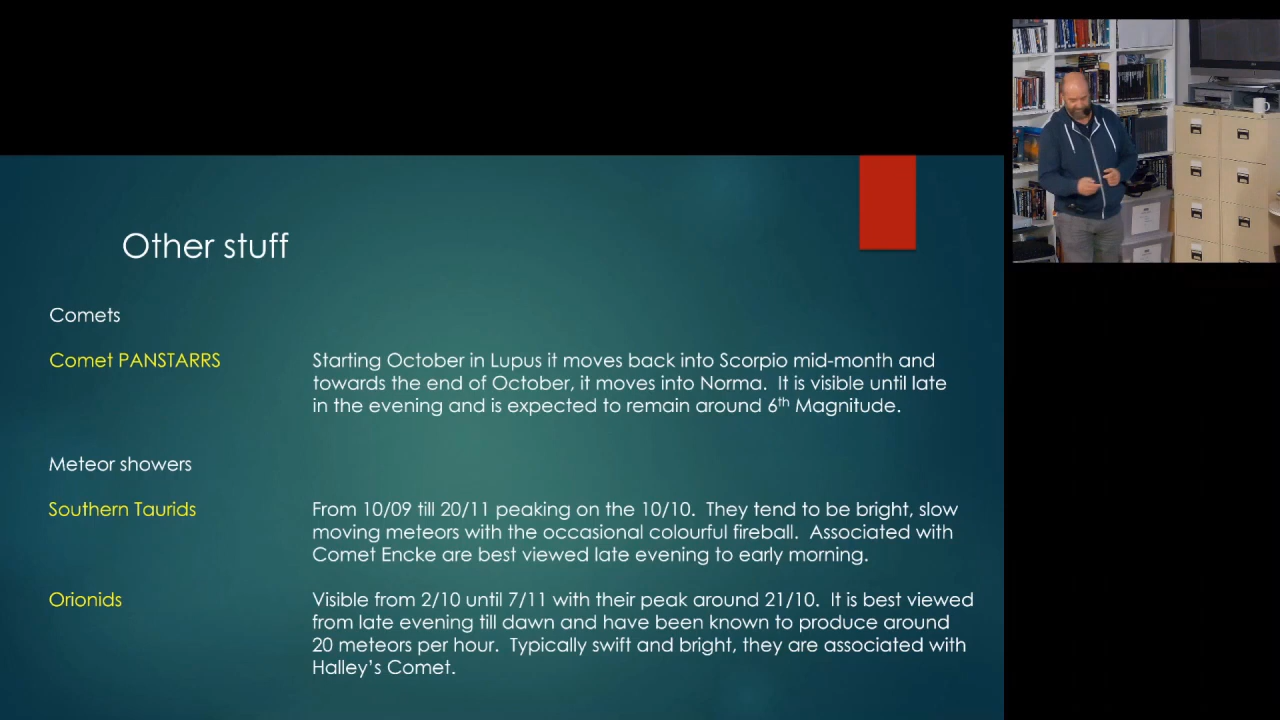 Other stuff
Comets
Comet PANSTARRS
Starting October in Lupus it moves back into Scorpio mid-month and
towards the end of October, it moves into Norma. It is visible until late
in the evening and is expected to remain around 6th Magnitude.
Meteor showers
Southern Taurids
From 10/09 till 20/11 peaking on the 10/10. They tend to be bright, slow
moving meteors with the occasional colourful fireball. Associated with
Comet Encke are best viewed late evening to early morning.
Orionids
Visible from 2/10 until 7/11 with their peak around 21/10. It is best viewed
from late evening till dawn and have been known to produce around
20 meteors per hour. Typically swift and bright, they are associated with
Halley's Comet.